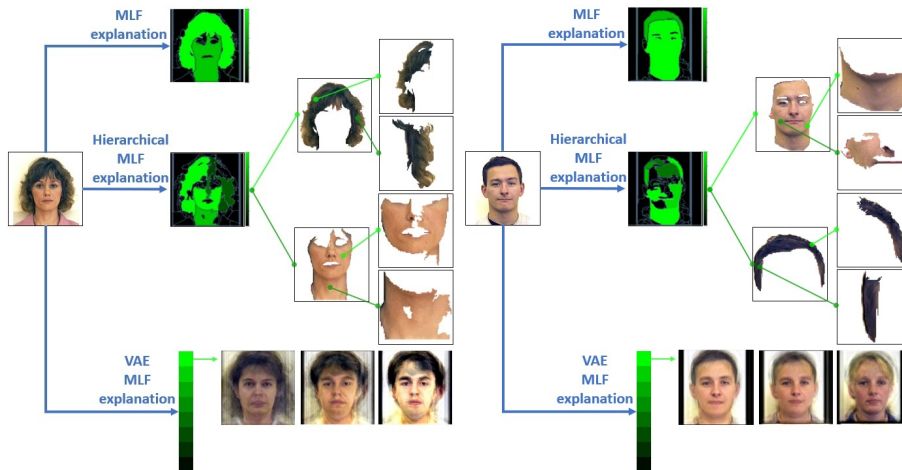 MLF
explanation
Hierarchical
MLF
explanation
VAE
MLF
explanation
MLF
explanation
Hierarchical
MLF
explanation
VAE
MLF
explanation